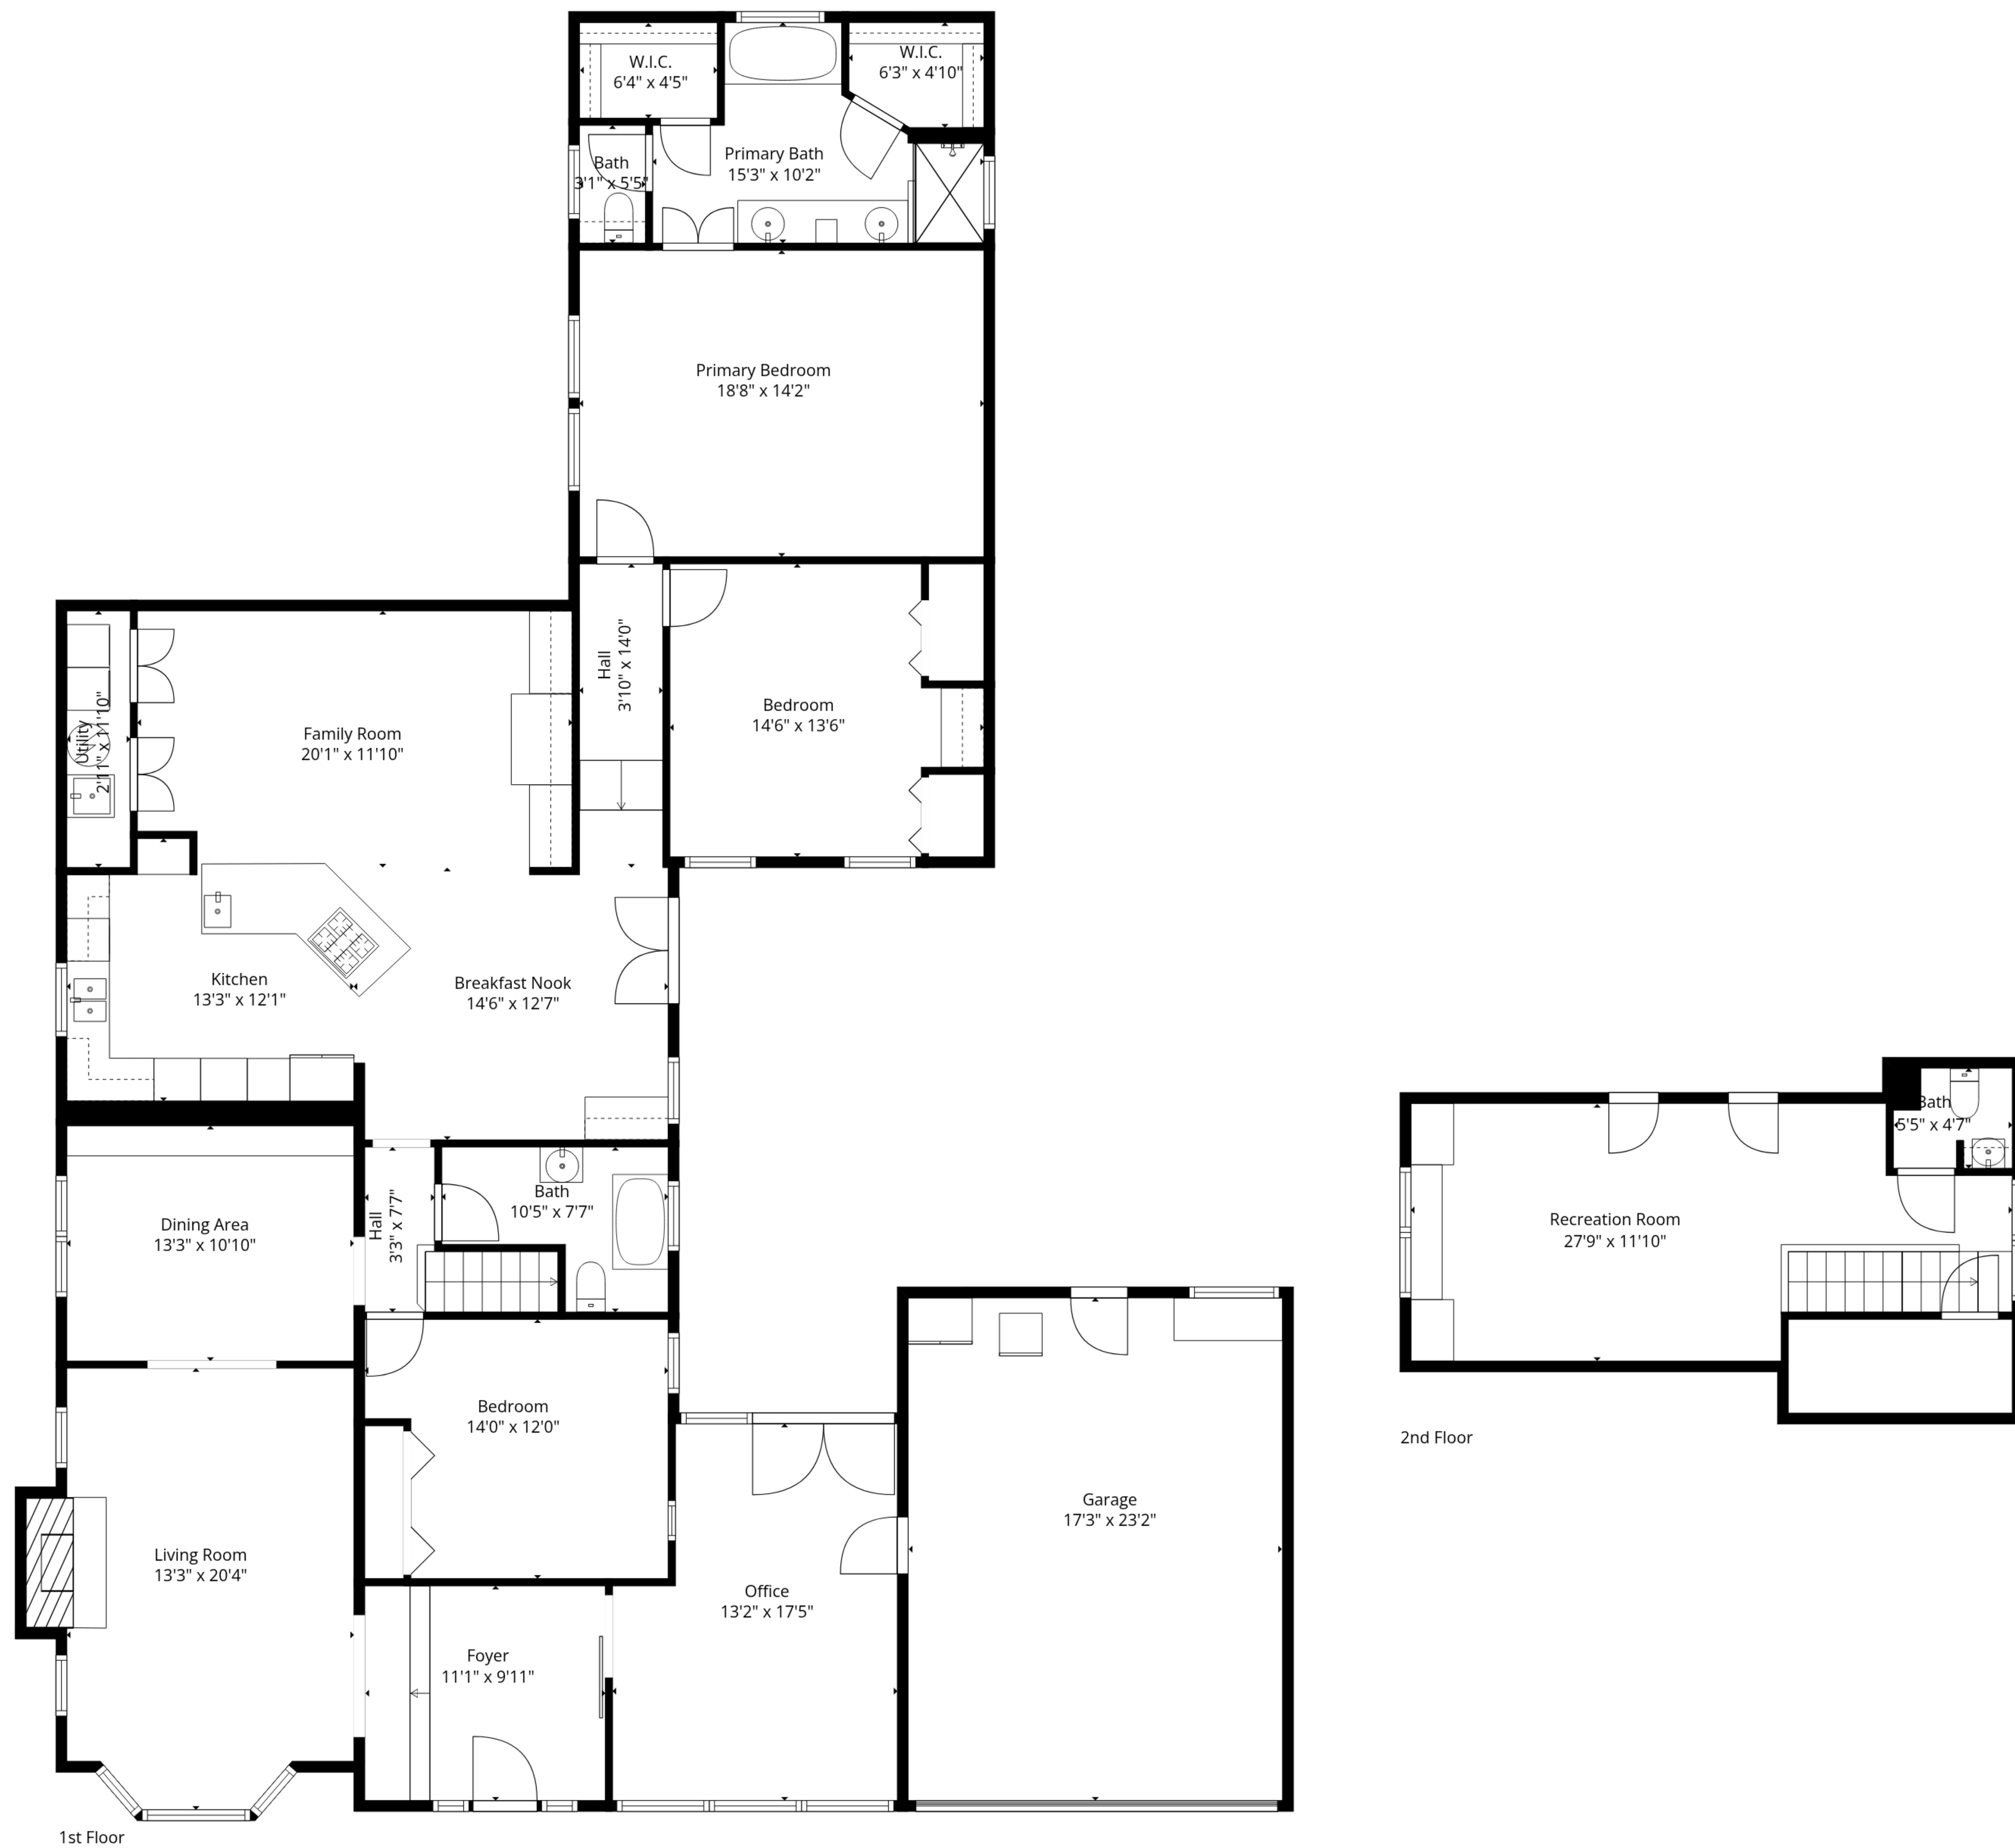 W.I.C.
6'4" x 4'5"
W.I.C.
6'3" x 4'10"
Bath
3'1" x 5'5"
Primary Bath
15'3" x 10'2"
Primary Bedroom
18'8" x 14'2"
Hall
3'10" x 14'0"
Bedroom
14'6" x 13'6"
Utility
2'11" x 11'10"
Family Room
20'1" x 11'10"
Kitchen
13'3" x 12'1"
Breakfast Nook
14'6" x 12'7"
Dining Area
13'3" x 10'10"
Hall
3'3" x 7'7"
Bath
10'5" x 7'7"
Bedroom
14'0" x 12'0"
Living Room
13'3" x 20'4"
Foyer
11'1" x 9'11"
Office
13'2" x 17'5"
Garage
17'3" x 23'2"
1st Floor
Bath
5'5" x 4'7"
Recreation Room
27'9" x 11'10"
2nd Floor